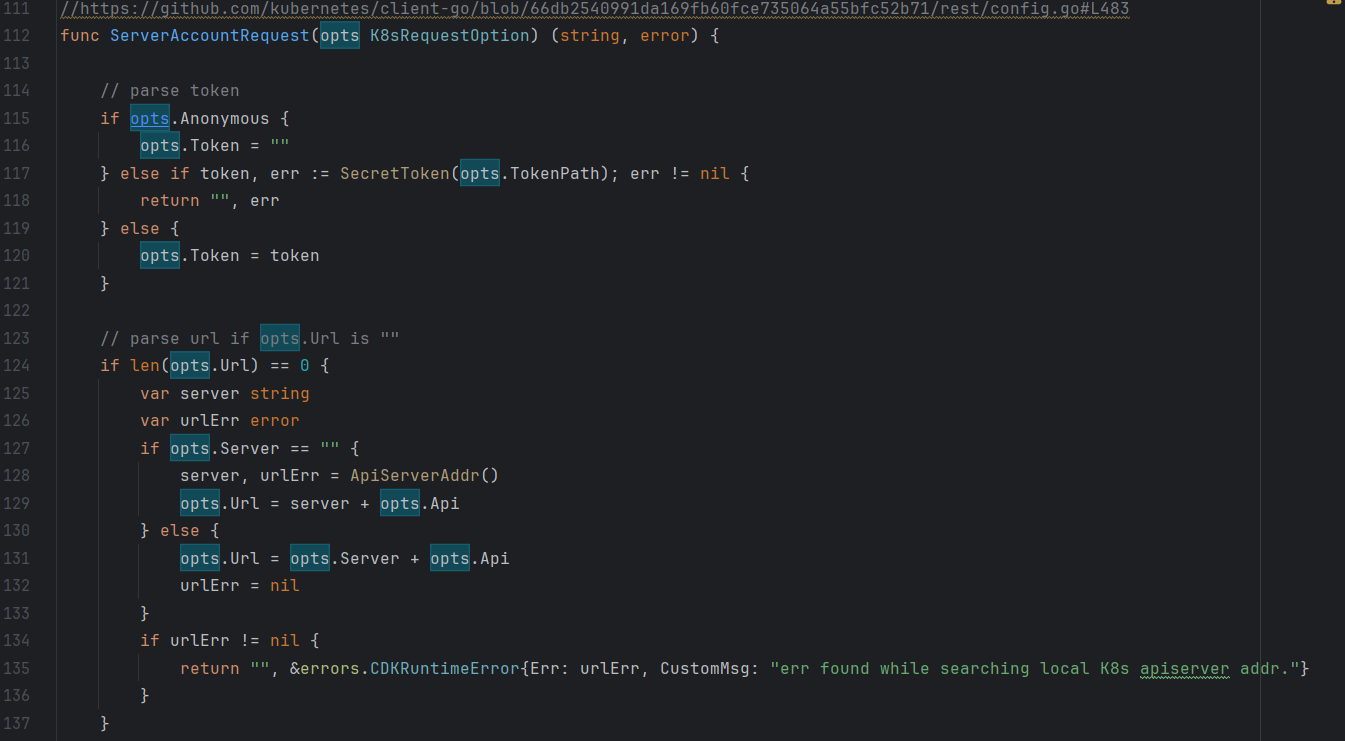 111 //https://github.com/kubernetes/client-go/blob/66db2540991da169fb60fce735064a55bfc52b71/rest/config.go#L483
112 func ServerAccountRequest(opts K8sRequestOption) (string, error) {
113
114     // parse token
115     if opts.Anonymous {
116         opts.Token = ""
117     } else if token, err := SecretToken(opts.TokenPath); err != nil {
118         return "", err
119     } else {
120         opts.Token = token
121     }
122
123     // parse url if opts.Url is ""
124     if len(opts.Url) == 0 {
125         var server string
126         var urlErr error
127         if opts.Server == "" {
128             server, urlErr = ApiServerAddr()
129             opts.Url = server + opts.Api
130         } else {
131             opts.Url = opts.Server + opts.Api
132             urlErr = nil
133         }
134         if urlErr != nil {
135             return "", &errors.CDKRuntimeError{Err: urlErr, CustomMsg: "err found while searching local K8s apiserver addr."}
136         }
137     }